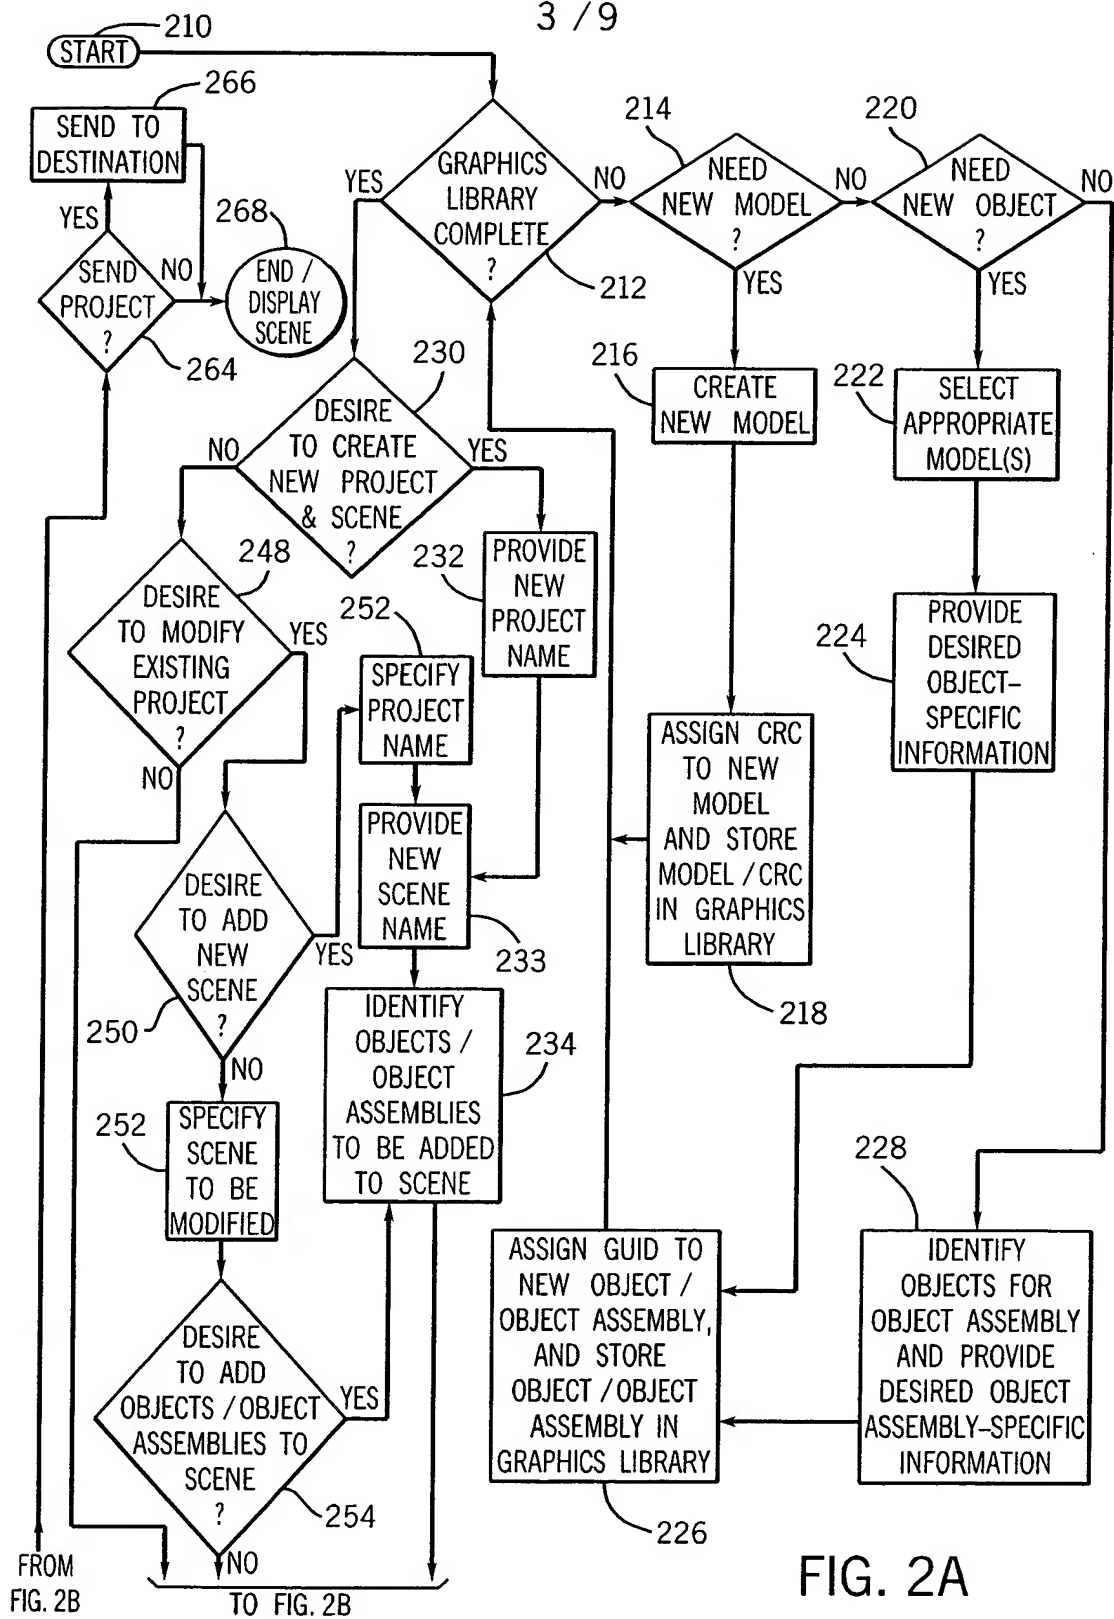 3 / 9
210
START
266
SEND TO
DESTINATION
YES
SEND
PROJECT
?
NO
264
268
END /
DISPLAY
SCENE
YES
GRAPHICS
LIBRARY
COMPLETE
?
NO
212
214
NEED
NEW MODEL
?
NO
YES
220
NEED
NEW OBJECT
?
NO
YES
216
CREATE
NEW MODEL
222
SELECT
APPROPRIATE
MODEL(S)
230
DESIRE
TO CREATE
NEW PROJECT
& SCENE
?
NO
YES
248
DESIRE
TO MODIFY
EXISTING
PROJECT
?
YES
NO
232
PROVIDE
NEW
PROJECT
NAME
252
SPECIFY
PROJECT
NAME
224
PROVIDE
DESIRED
OBJECT-
SPECIFIC
INFORMATION
ASSIGN CRC
TO NEW
MODEL
AND STORE
MODEL / CRC
IN GRAPHICS
LIBRARY
218
PROVIDE
NEW
SCENE
NAME
233
DESIRE
TO ADD
NEW
SCENE
?
YES
250
NO
IDENTIFY
OBJECTS /
OBJECT
ASSEMBLIES
TO BE ADDED
TO SCENE
234
252
SPECIFY
SCENE
TO BE
MODIFIED
228
IDENTIFY
OBJECTS FOR
OBJECT ASSEMBLY
AND PROVIDE
DESIRED OBJECT
ASSEMBLY-SPECIFIC
INFORMATION
ASSIGN GUID TO
NEW OBJECT /
OBJECT ASSEMBLY,
AND STORE
OBJECT / OBJECT
ASSEMBLY IN
GRAPHICS LIBRARY
226
DESIRE
TO ADD
OBJECTS / OBJECT
ASSEMBLIES TO
SCENE
?
YES
254
NO
FROM
FIG. 2B
TO FIG. 2B
FIG. 2A